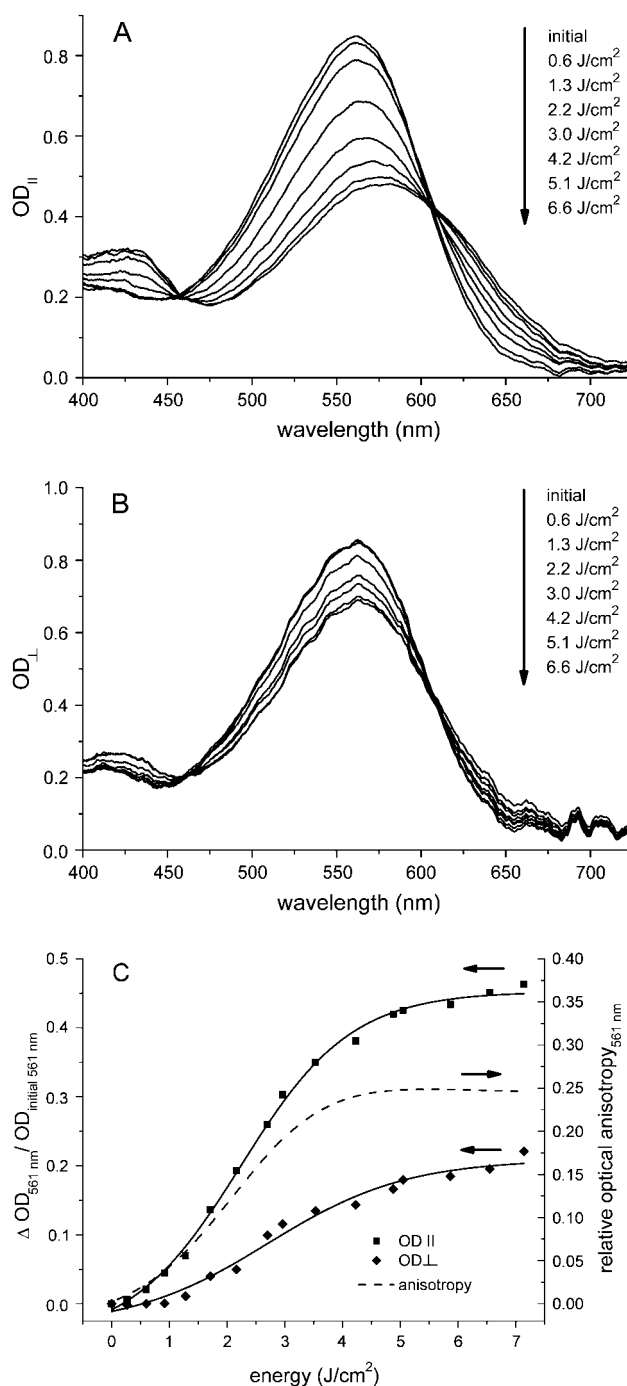 A
OD||
0.8
0.6
0.4
0.2
0.0
initial
0.6 J/cm²
1.3 J/cm²
2.2 J/cm²
3.0 J/cm²
4.2 J/cm²
5.1 J/cm²
6.6 J/cm²
400 450 500 550 600 650 700
wavelength (nm)
B
OD⊥
1.0
0.8
0.6
0.4
0.2
0.0
initial
0.6 J/cm²
1.3 J/cm²
2.2 J/cm²
3.0 J/cm²
4.2 J/cm²
5.1 J/cm²
6.6 J/cm²
400 450 500 550 600 650 700
wavelength (nm)
C
Δ OD561 nm/ ODinitial 561 nm
0.5
0.4
0.3
0.2
0.1
0.0
0.40
0.35
0.30
0.25
0.20
0.15
0.10
0.05
0.00
relative optical anisotropy561 nm
OD ||
OD⊥
anisotropy
0 1 2 3 4 5 6 7
energy (J/cm²)